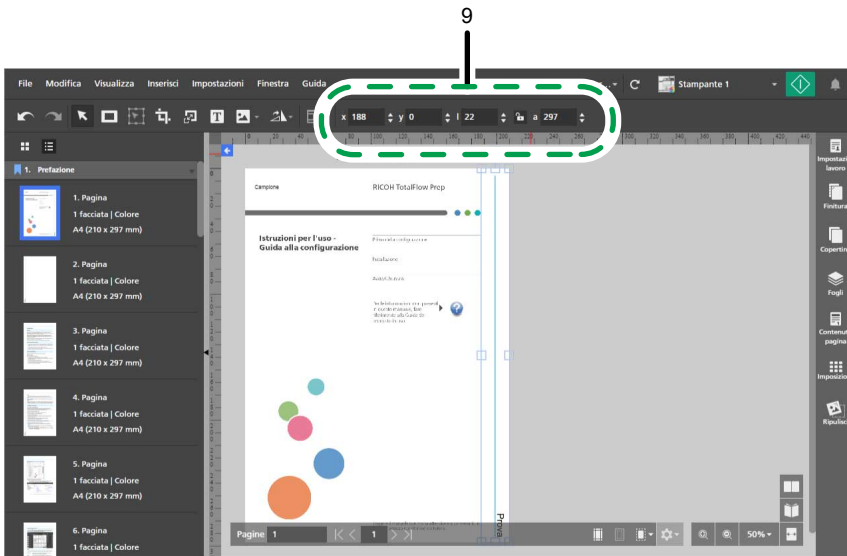 9
File Modifica Visualizza Inserisci Impostazioni Finestra Guida
Stampante 1
x 188 y 0 l 22 a 297
1. Prefazione
1. Pagina
1 facciata | Colore
A4 (210 x 297 mm)
2. Pagina
1 facciata | Colore
A4 (210 x 297 mm)
3. Pagina
1 facciata | Colore
A4 (210 x 297 mm)
4. Pagina
1 facciata | Colore
A4 (210 x 297 mm)
5. Pagina
1 facciata | Colore
A4 (210 x 297 mm)
6. Pagina
1 facciata | Colore
Campione
RICOH TotalFlow Prep
Istruzioni per l'uso -
Guida alla configurazione
Installazione
Prova
Pagine 1
1
50%
Impostazi
lavoro
Finitura
Copertin
Fogli
Contenut
pagina
Imposizio
Ripulisc